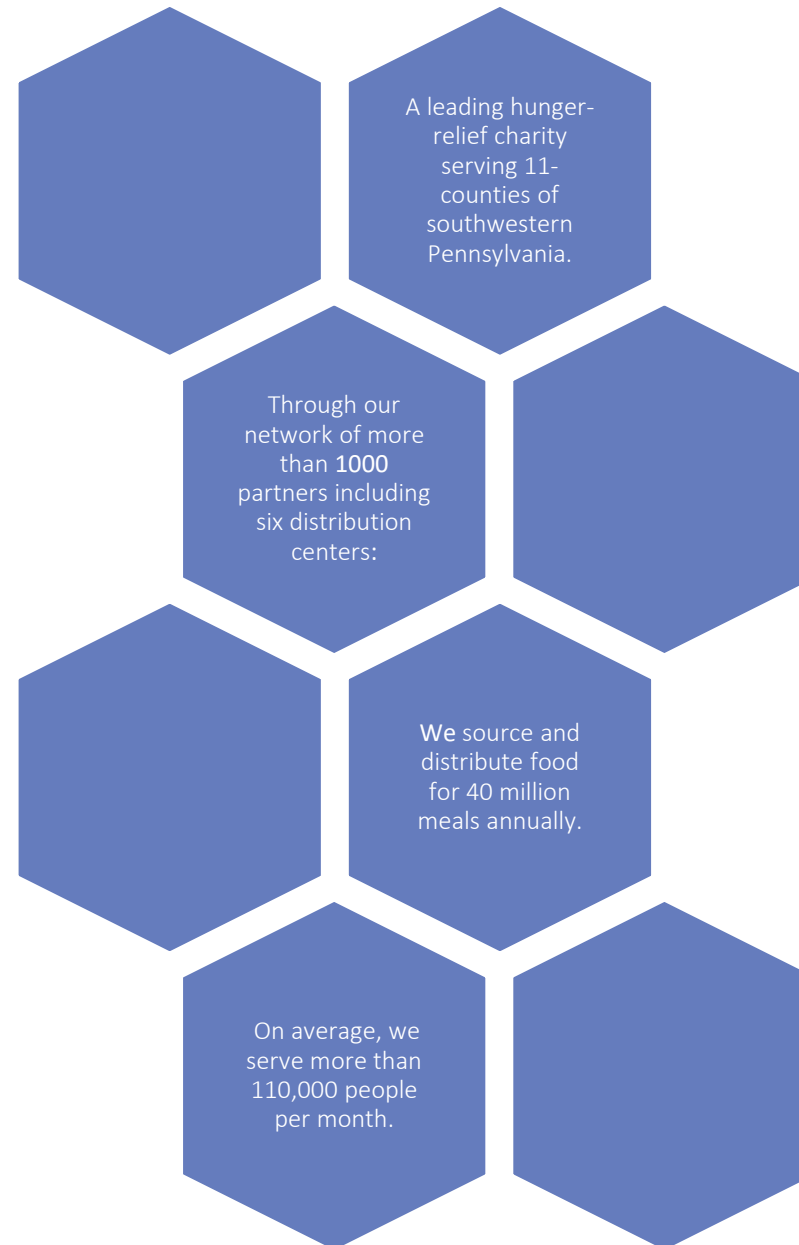 A leading hunger-
relief charity
serving 11-
counties of
southwestern
Pennsylvania.
Through our
network of more
than 1000
partners including
six distribution
centers:
We source and
distribute food
for 40 million
meals annually.
On average, we
serve more than
110,000 people
per month.